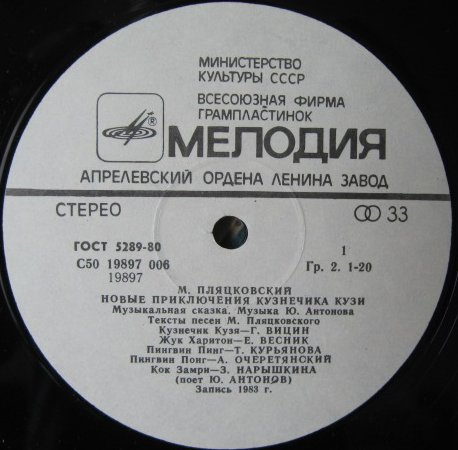 МИНИСТЕРСТВО
КУЛЬТУРЫ СССР
ВСЕСОЮЗНАЯ ФИРМА
ГРАМПЛАСТИНОК
®
МЕЛОДИЯ
АПРЕЛЕВСКИЙ ОРДЕНА ЛЕНИНА ЗАВОД
СТЕРЕО
33
ГОСТ 5289-80
С50 19897 006
19897
1
Гр. 2. 1-20
М. ПЛЯЦКОВСКИЙ
НОВЫЕ ПРИКЛЮЧЕНИЯ КУЗНЕЧИКА КУЗИ
Музыкальная сказка. Музыка Ю. Антонова
Тексты песен М. Пляцковского
Кузнечик Кузя—Г. ВИЦИН
Жук Харитон—Е. ВЕСНИК
Пингвин Пинг—Т. КУРЬЯНОВА
Пингвин Понг—А. ОЧЕРЕТЯНСКИЙ
Кок Замри—З. НАРЫШКИНА
(поет Ю. АНТОНОВ)
Запись 1983 г.